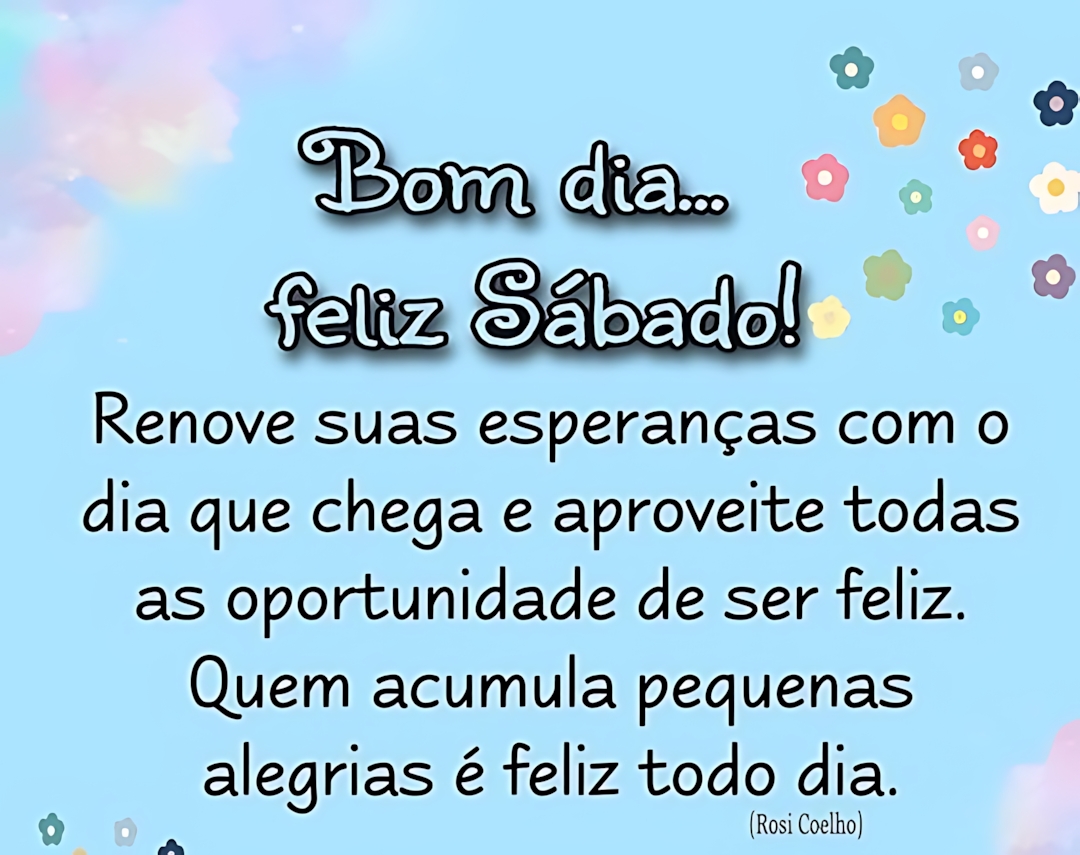 Bom dia...
feliz Sábado!
Renove suas esperanças com o
dia que chega e aproveite todas
as oportunidade de ser feliz.
Quem acumula pequenas
alegrias é feliz todo dia.
(Rosi Coelho)